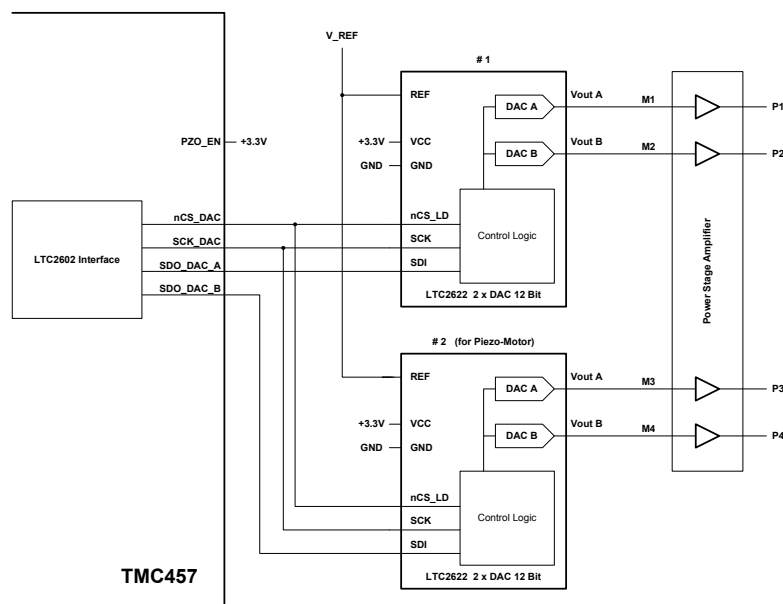 V_REF
# 1
REF
DAC A
Vout A
M1
P1
PZO_EN
+3.3V
+3.3V
VCC
DAC B
Vout B
M2
P2
GND
GND
nCS_DAC
nCS_LD
SCK_DAC
SCK
Control Logic
LTC2602 Interface
SDO_DAC_A
SDI
SDO_DAC_B
LTC2622 2 x DAC 12 Bit
Power Stage Amplifier
# 2 (for Piezo-Motor)
REF
DAC A
Vout A
M3
P3
+3.3V
VCC
DAC B
Vout B
M4
P4
GND
GND
nCS_LD
SCK
Control Logic
SDI
TMC457
LTC2622 2 x DAC 12 Bit